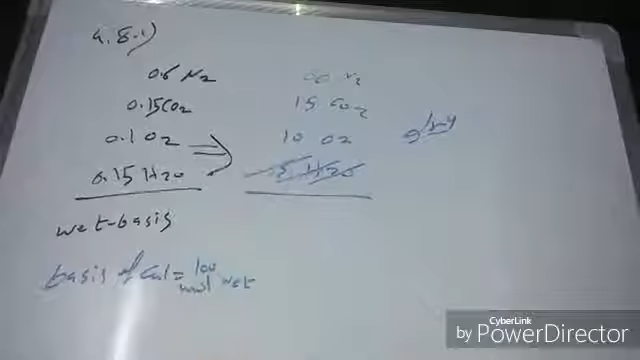 4.8.1)
0.6 N2
0.15CO2
0.1 O2
0.15 H2O
wet-basis
60 N2
15 CO2
10 O2
15 H2O
dry
basis of cal = 100 mol wet
CyberLink
by PowerDirector